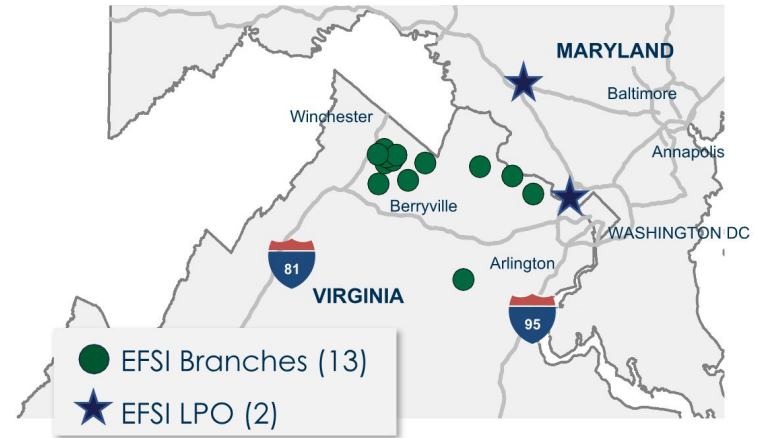 MARYLAND
Baltimore
Winchester
Annapolis
Berryville
WASHINGTON DC
Arlington
81
VIRGINIA
95
EFSI Branches (13)
EFSI LPO (2)